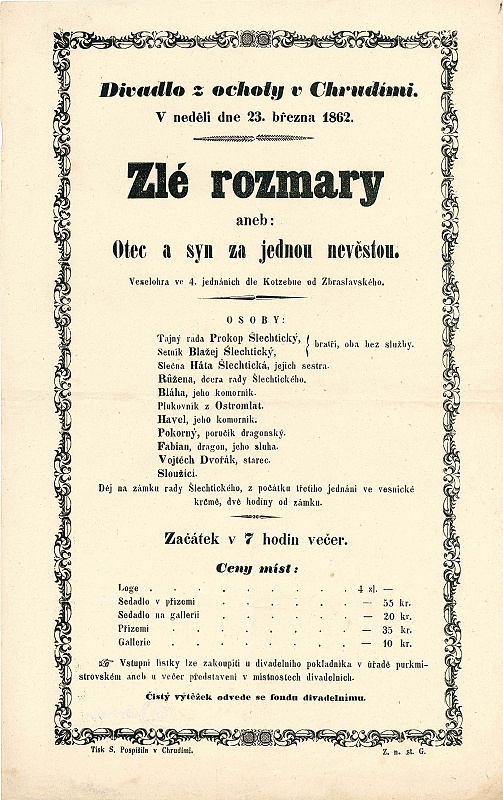 Divadlo z ocholy v Chrudími.
V neděli dne 23. března 1862.
Zlé rozmary
aneb:
Otec a syn za jednou nevěstou.
Veselohra ve 4. jednáních dle Kotzebue od Zbraslavského.
OSOBY:
Tajný rada Prokop Šlechtický,
Setník Blažej Šlechtický,
bratří, oba bez služby.
Slečna Háta Šlechtická, jejich sestra.
Růžena, dcera rady Šlechtického.
Bláha, jeho komorník.
Plukovník z Ostromlat.
Havel, jeho komorník.
Pokorný, poručík dragonský.
Fabian, dragon, jeho sluha.
Vojtěch Dvořák, starec.
Sloužící.
Děj na zámku rady Šlechtického, z počátku třetího jednání ve vesnické
krčmě, dvě hodiny od zámku.
Začátek v 7 hodin večer.
Ceny míst:
Loge . . . . . . . . 4 zl. —
Sedadlo v přízemí . . . . . . — 55 kr.
Sedadlo na gallerii . . . . . . — 20 kr.
Přízemí . . . . . . . — 35 kr.
Gallerie . . . . . . . — 10 kr.
☞ Vstupní lístky lze zakoupiti u divadelního pokladníka v úřadě purkmi-
strovském aneb u večer představení v místnostech divadelních.
Čistý výtěžek odvede se fondu divadelnímu.
Tisk S. Pospíšila v Chrudimi.
Z. n. st. G.